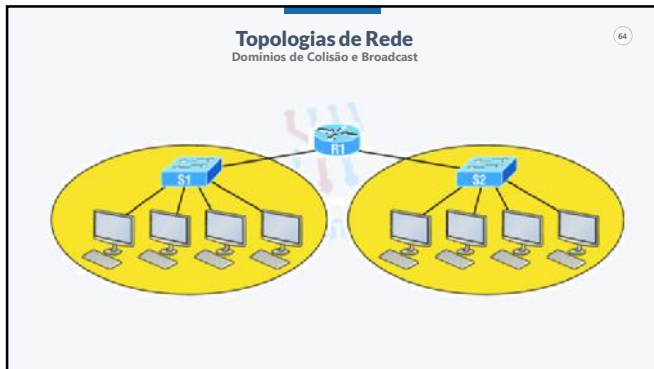 Topologias de Rede
64
Domínios de Colisão e Broadcast
R1
S1
S2